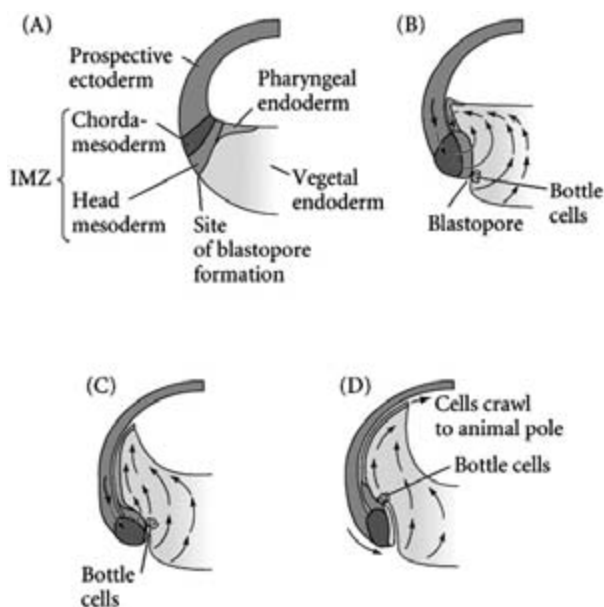 (A)
Prospective
ectoderm
Pharyngeal
endoderm
Chorda-
mesoderm
IMZ
Head
mesoderm
Vegetal
endoderm
Site
of blastopore
formation
(B)
Bottle
cells
Blastopore
(C)
Bottle
cells
(D)
Cells crawl
to animal pole
Bottle cells